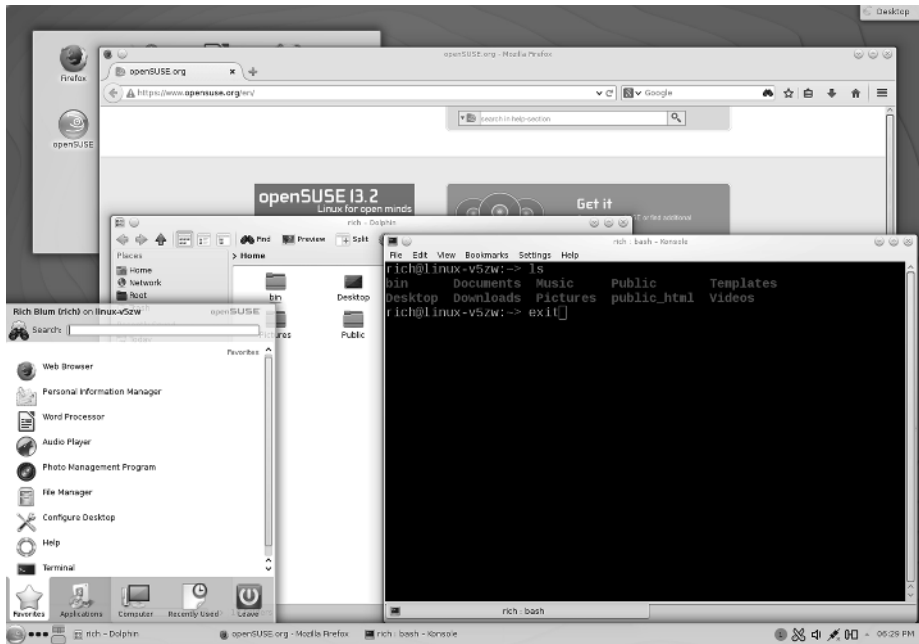 Desktop
openSUSE.org - Mozilla Firefox
Firefox
openSUSE.org
https://www.opensuse.org/en/
Google
search in help-section
openSUSE
openSUSE 13.2
Linux for open minds
Get it
or find additional
rich - Dolphin
Find Preview Split
Places
Home
Home
Network
Root
bin
Desktop
Public
rich : bash - Konsole
File Edit View Bookmarks Settings Help
rich@linux-v5zw:~> ls
bin Documents Music Public Templates
Desktop Downloads Pictures public_html Videos
rich@linux-v5zw:~> exit
rich : bash
Rich Blum (rich) on linux-v5zw
openSUSE
Search:
Favorites
Web Browser
Personal Information Manager
Word Processor
Audio Player
Photo Management Program
File Manager
Configure Desktop
Help
Terminal
Favorites Applications Computer Recently Used Leave
rich - Dolphin
openSUSE.org - Mozilla Firefox
rich : bash - Konsole
06:29 PM